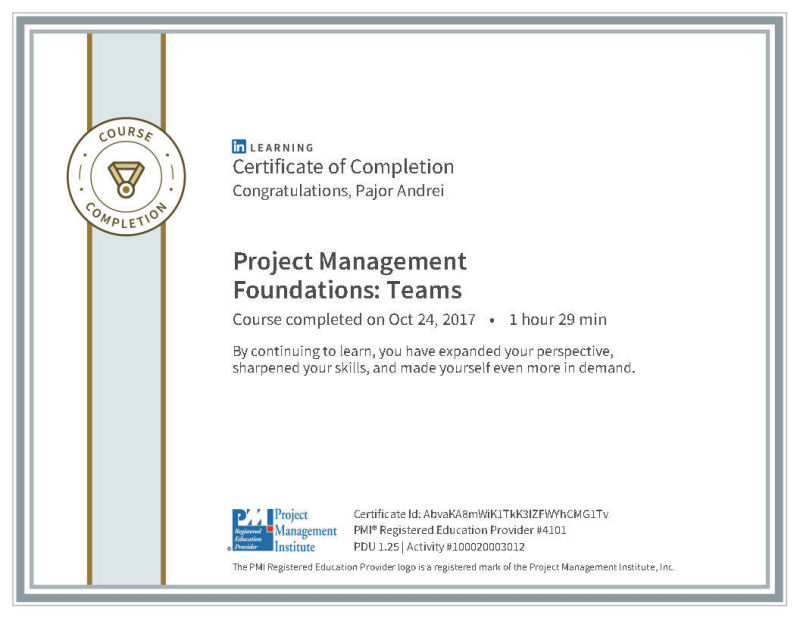 COURSE
COMPLETION
in LEARNING
Certificate of Completion
Congratulations, Pajor Andrei
Project Management
Foundations: Teams
Course completed on Oct 24, 2017 • 1 hour 29 min
By continuing to learn, you have expanded your perspective,
sharpened your skills, and made yourself even more in demand.
PMI
Registered
Education
Provider
®
Project
Management
Institute
Certificate Id: AbvaKA8mWiK1TkK3IZFWYhCMG1Tv
PMI® Registered Education Provider #4101
PDU 1.25 | Activity #100020003012
The PMI Registered Education Provider logo is a registered mark of the Project Management Institute, Inc.